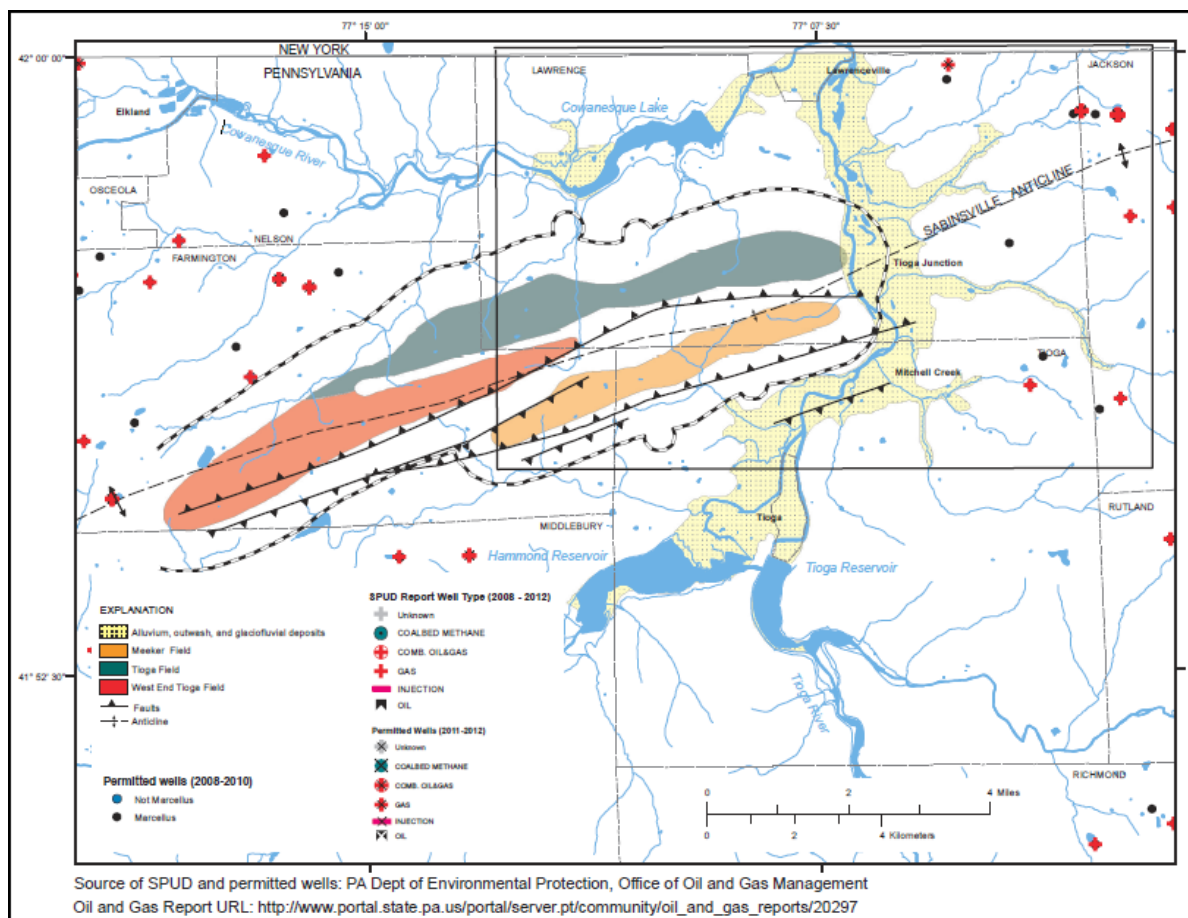 77° 15' 00"
77° 07' 30"
42° 00' 00"
NEW YORK
PENNSYLVANIA
LAWRENCE
Lawrenceville
JACKSON
Elkland
Cowanesque Lake
Cowanesque River
OSCEOLA
SABINSVILLE ANTICLINE
NELSON
FARMINGTON
Tioga Junction
TIOGA
Mitchell Creek
RUTLAND
Tioga
MIDDLEBURY
Hammond Reservoir
Tioga Reservoir
EXPLANATION
Alluvium, outwash, and glaciofluvial deposits
Meeker Field
Tioga Field
West End Tioga Field
Faults
Anticline
Permitted wells (2008-2010)
Not Marcellus
Marcellus
SPUD Report Well Type (2008 - 2012)
Unknown
COALBED METHANE
COMB. OIL&GAS
GAS
INJECTION
OIL
Permitted Wells (2011-2012)
Unknown
COALBED METHANE
COMB. OIL&GAS
GAS
INJECTION
OIL
41° 52' 30"
Tioga River
RICHMOND
0 2 4 Miles
0 2 4 Kilometers
Source of SPUD and permitted wells: PA Dept of Environmental Protection, Office of Oil and Gas Management
Oil and Gas Report URL: http://www.portal.state.pa.us/portal/server.pt/community/oil_and_gas_reports/20297